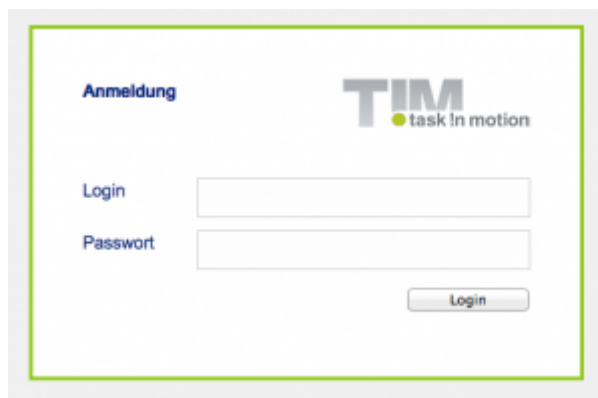 Anmeldung
TIM
task !n motion
Login
Passwort
Login